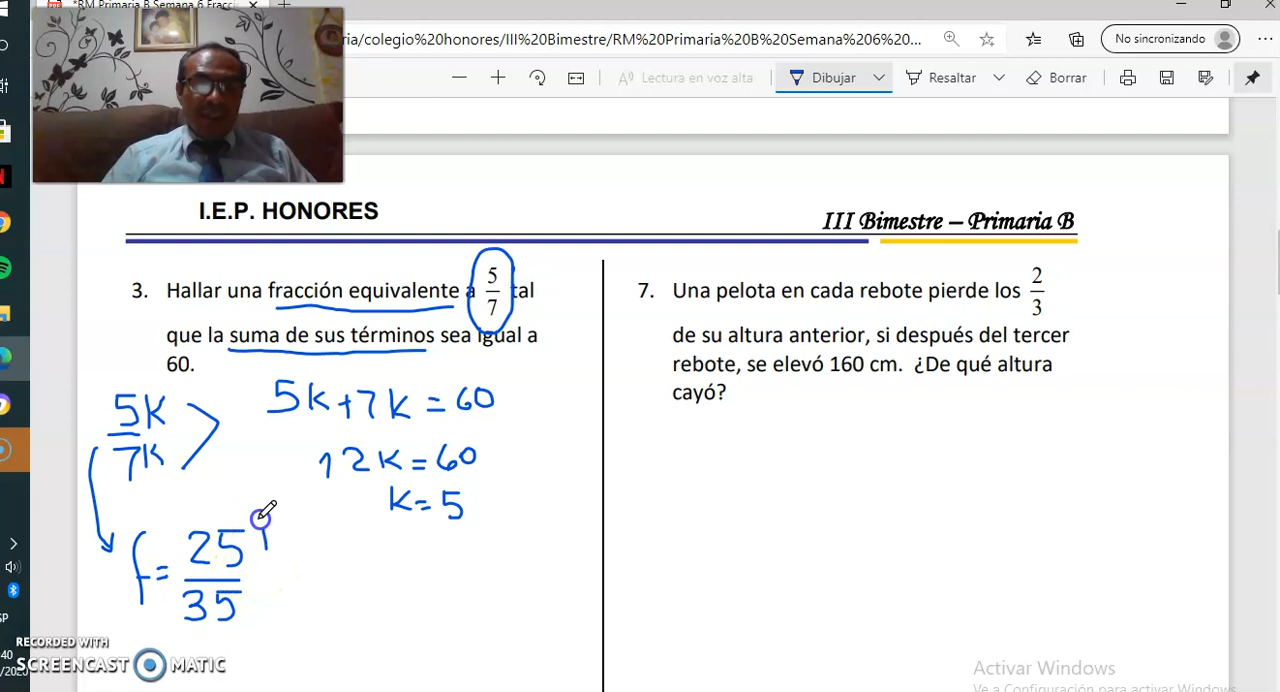 *RM Primaria B Semana 6 Fracci
ria/colegio%20honores/III%20Bimestre/RM%20Primaria%20B%20Semana%206%20...
No sincronizando
Lectura en voz alta
Dibujar
Resaltar
Borrar
I.E.P. HONORES
III Bimestre – Primaria B
3. Hallar una fracción equivalente a 5/7 tal
que la suma de sus términos sea igual a
60.
5K
7K
5K+7K=60
12K=60
K=5
f=25/35
7. Una pelota en cada rebote pierde los 2/3
de su altura anterior, si después del tercer
rebote, se elevó 160 cm. ¿De qué altura
cayó?
RECORDED WITH
SCREENCAST MATIC
Activar Windows
Ve a Configuración para activar Windows